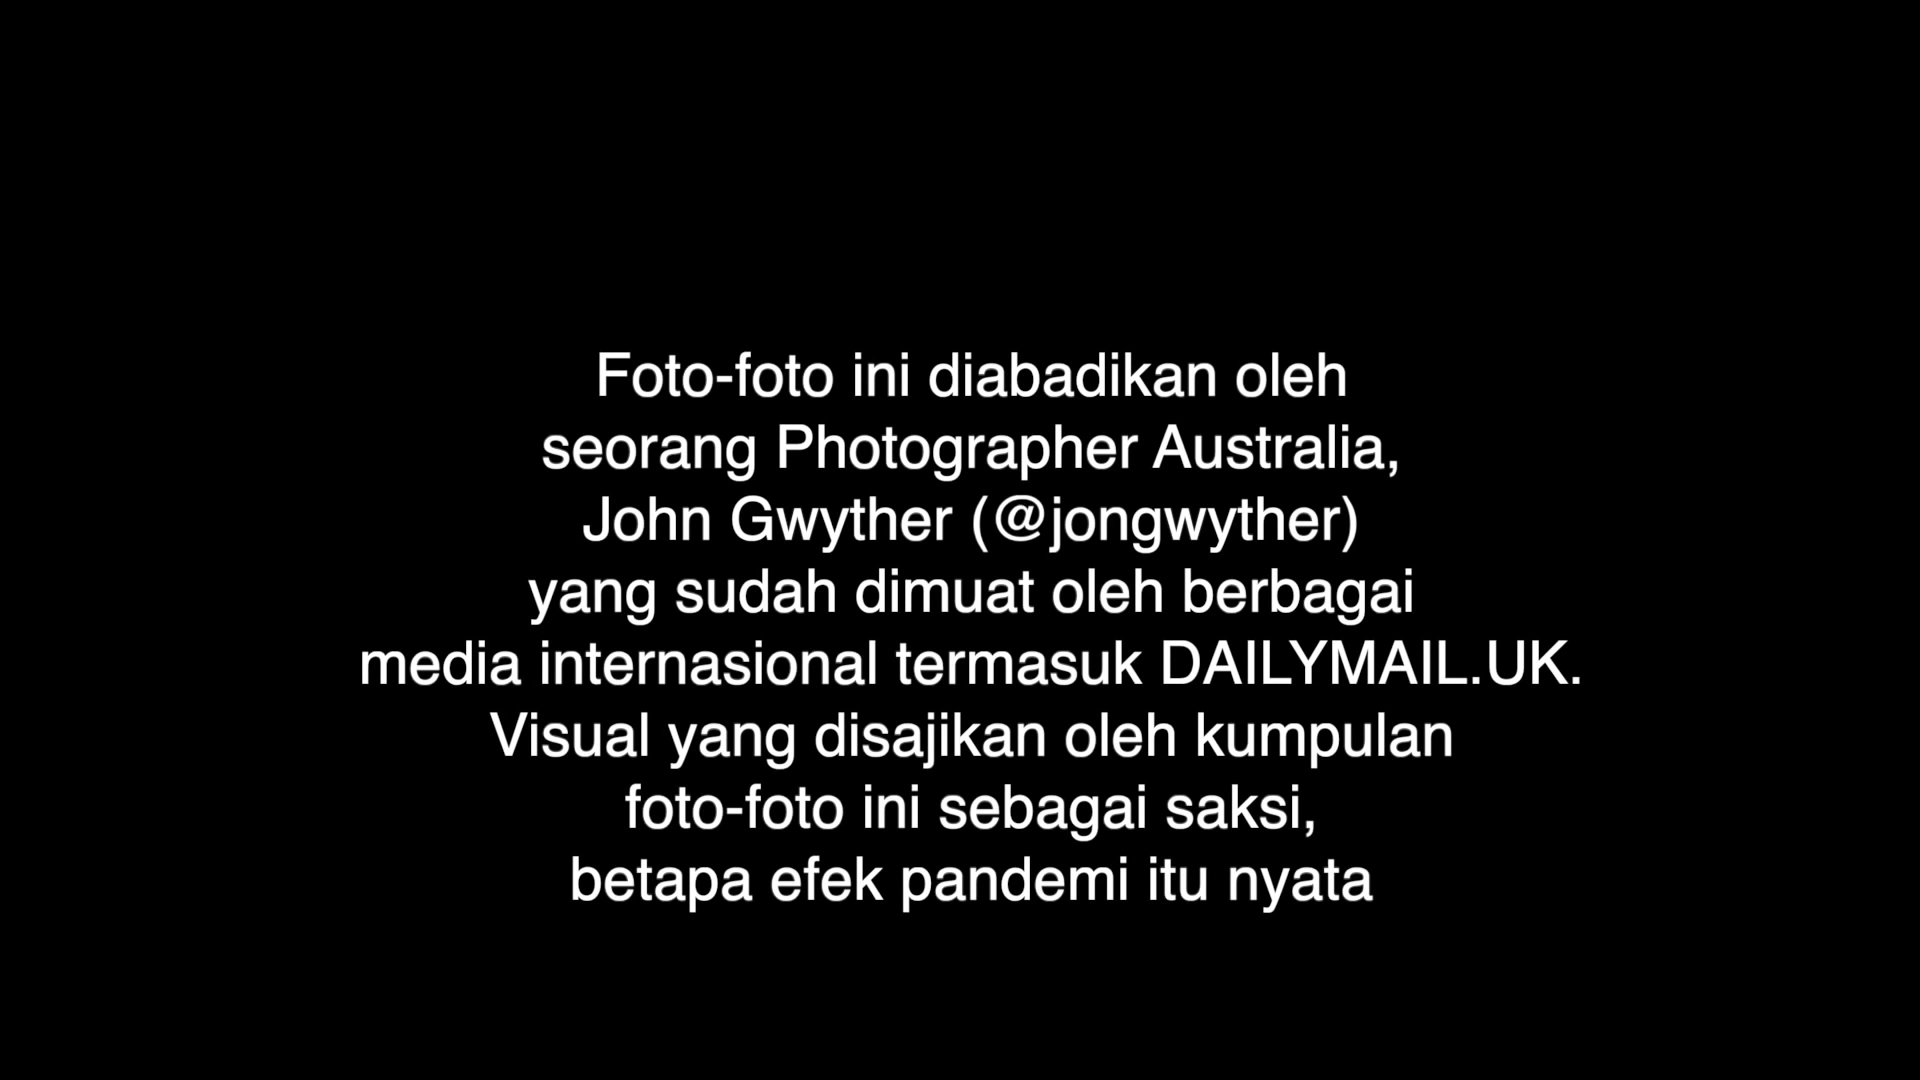 Foto-foto ini diabadikan oleh
seorang Photographer Australia,
John Gwyther (@jongwyther)
yang sudah dimuat oleh berbagai
media internasional termasuk DAILYMAIL.UK.
Visual yang disajikan oleh kumpulan
foto-foto ini sebagai saksi,
betapa efek pandemi itu nyata